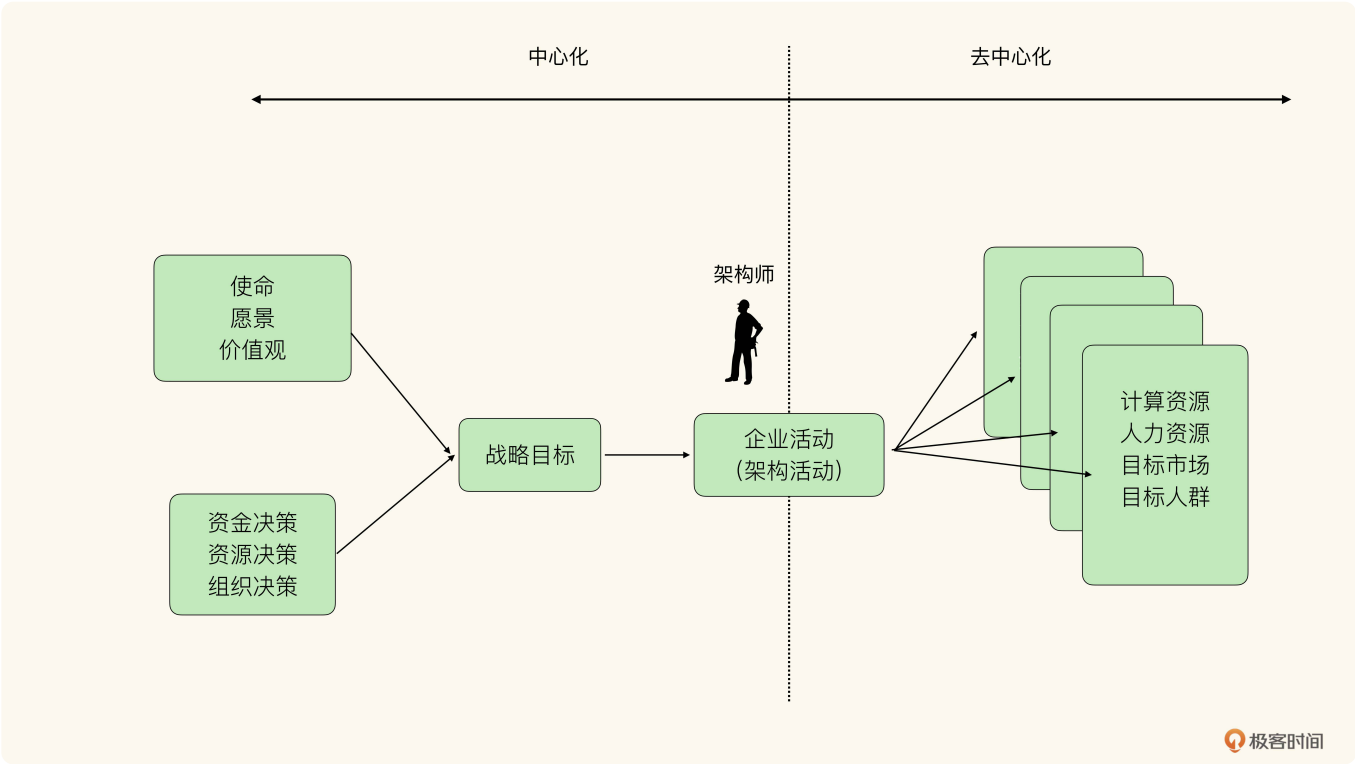 中心化
去中心化
使命
愿景
价值观
架构师
战略目标
企业活动
（架构活动）
计算资源
人力资源
目标市场
目标人群
资金决策
资源决策
组织决策
极客时间